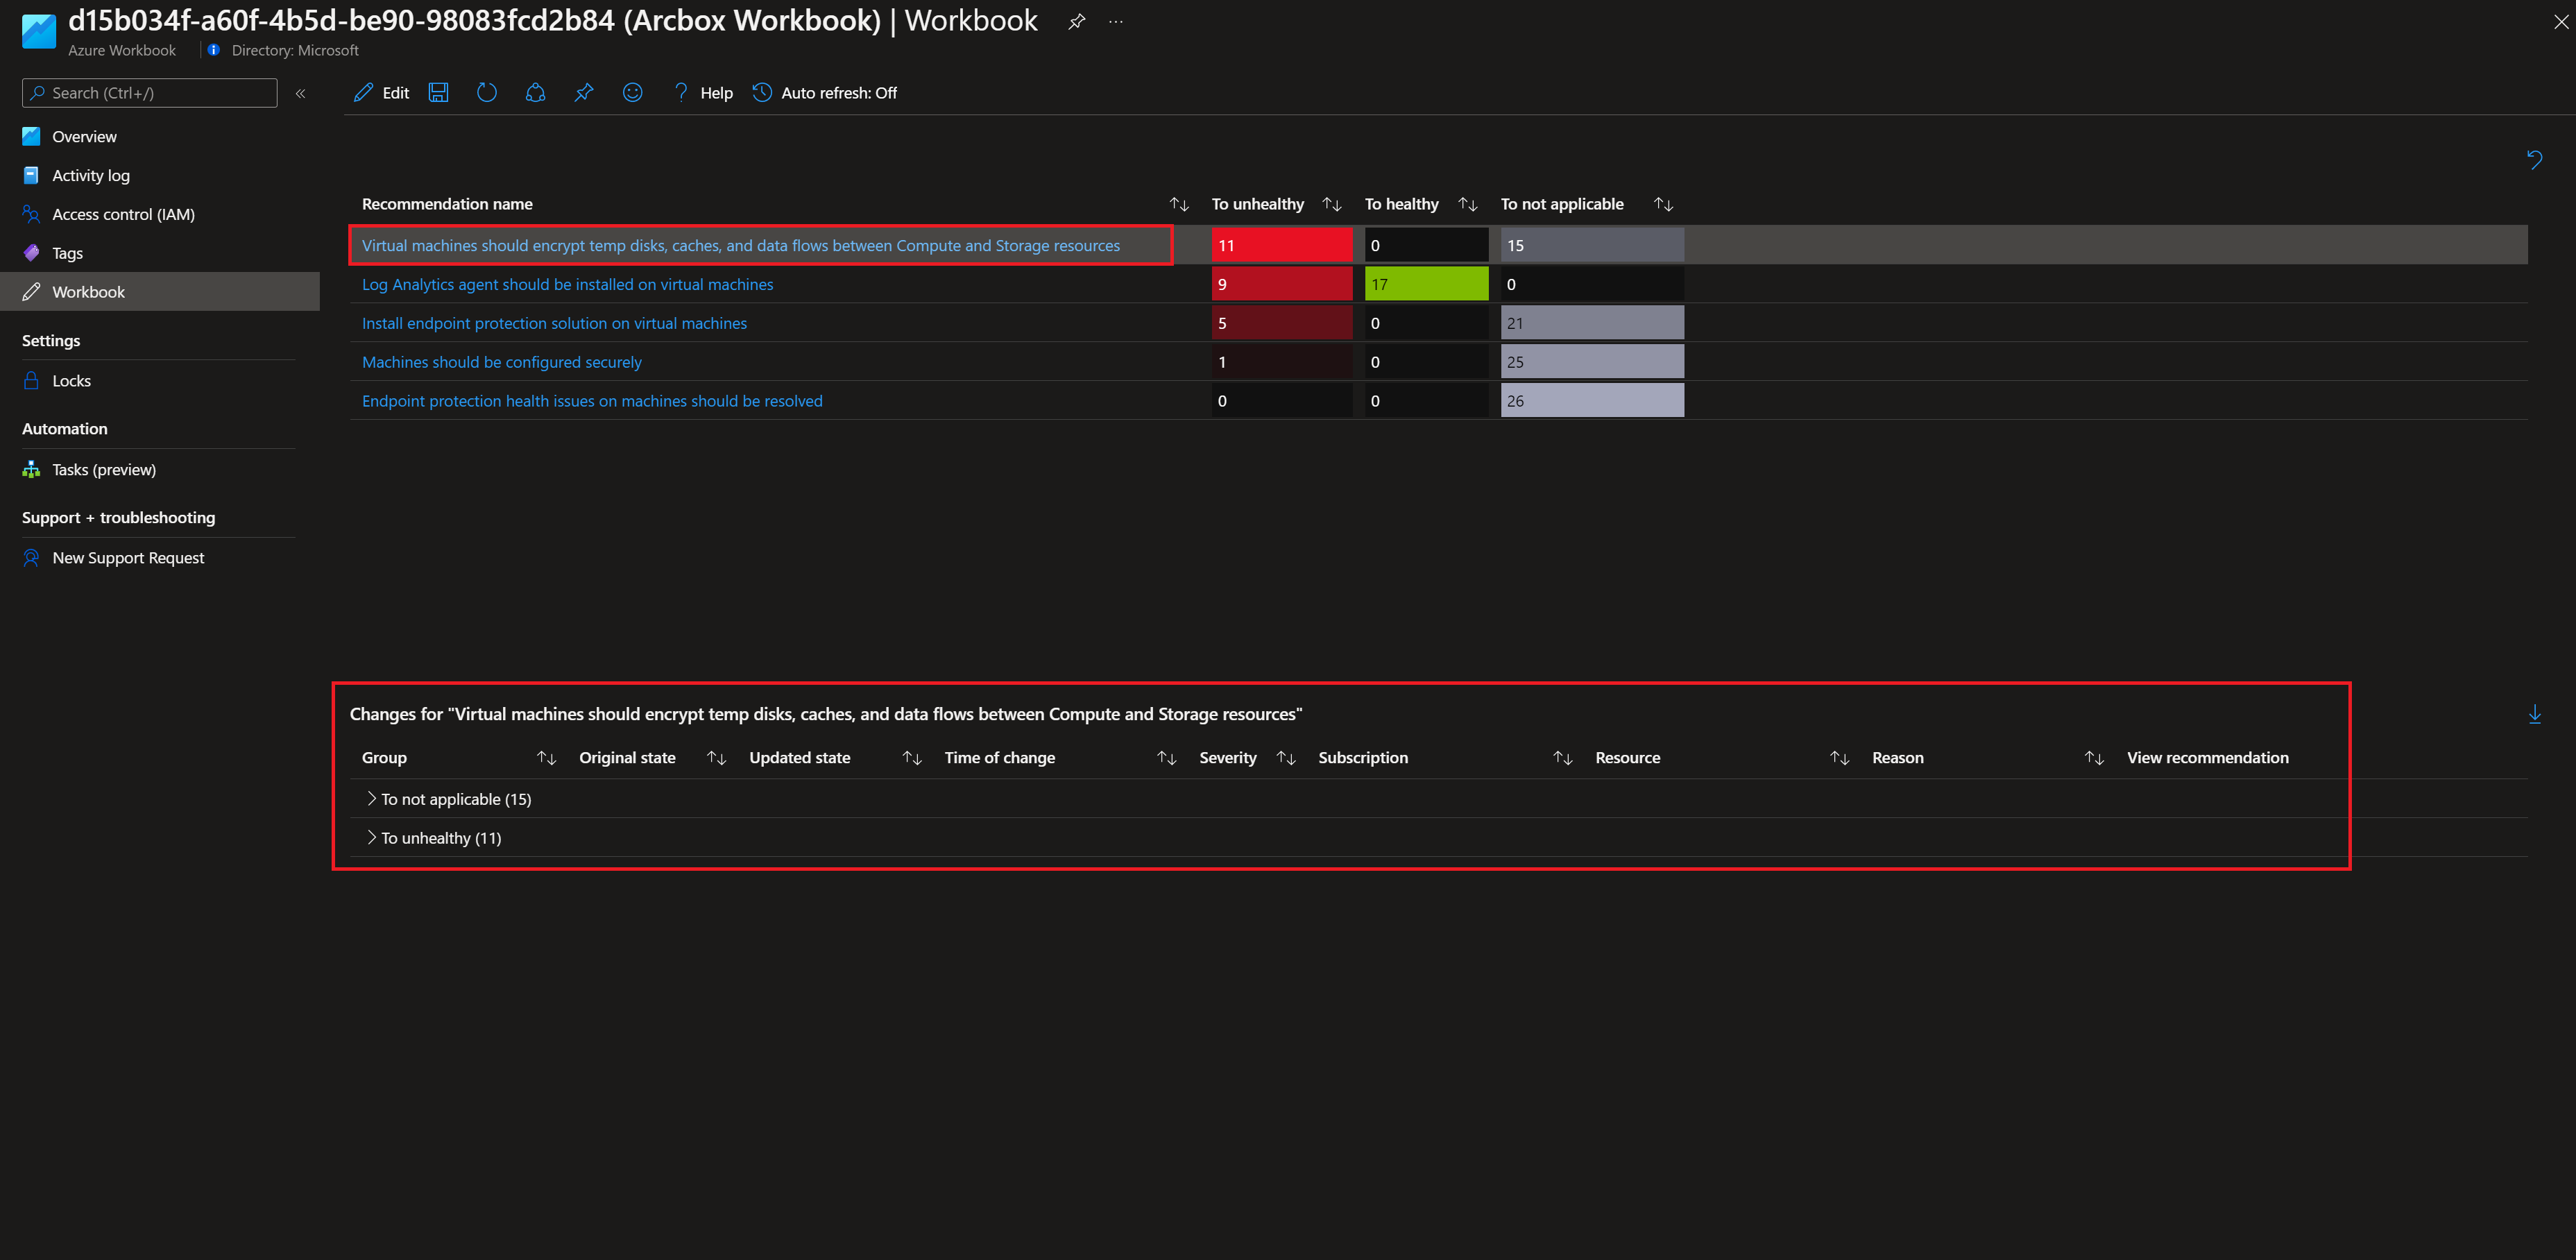 d15b034f-a60f-4b5d-be90-98083fcd2b84 (Arcbox Workbook) | Workbook
Azure Workbook Directory: Microsoft
Search (Ctrl+/)
Edit Help Auto refresh: Off
Overview
Activity log
Access control (IAM)
Tags
Workbook
Settings
Locks
Automation
Tasks (preview)
Support + troubleshooting
New Support Request
Recommendation name To unhealthy To healthy To not applicable
Virtual machines should encrypt temp disks, caches, and data flows between Compute and Storage resources 11 0 15
Log Analytics agent should be installed on virtual machines 9 17 0
Install endpoint protection solution on virtual machines 5 0 21
Machines should be configured securely 1 0 25
Endpoint protection health issues on machines should be resolved 0 0 26
Changes for "Virtual machines should encrypt temp disks, caches, and data flows between Compute and Storage resources"
Group Original state Updated state Time of change Severity Subscription Resource Reason View recommendation
To not applicable (15)
To unhealthy (11)